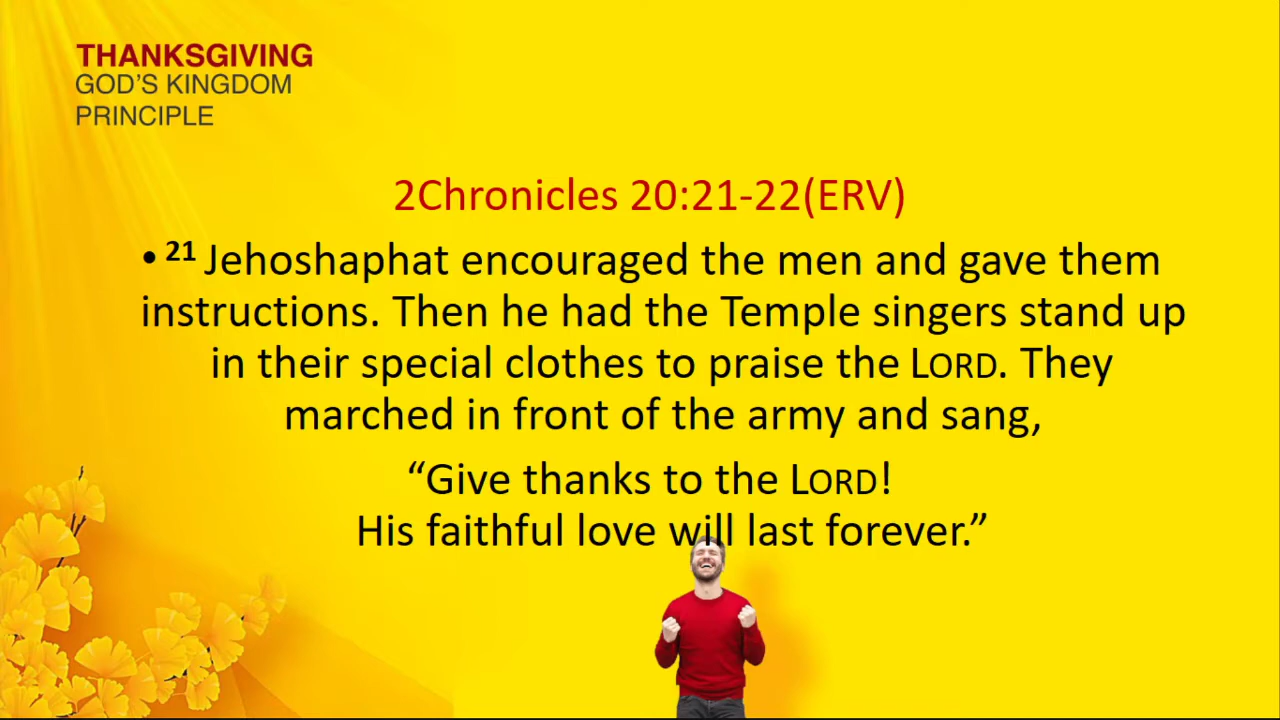 THANKSGIVING
GOD'S KINGDOM
PRINCIPLE
2Chronicles 20:21-22(ERV)
• 21 Jehoshaphat encouraged the men and gave them
instructions. Then he had the Temple singers stand up
in their special clothes to praise the LORD. They
marched in front of the army and sang,
“Give thanks to the LORD!
His faithful love will last forever.”